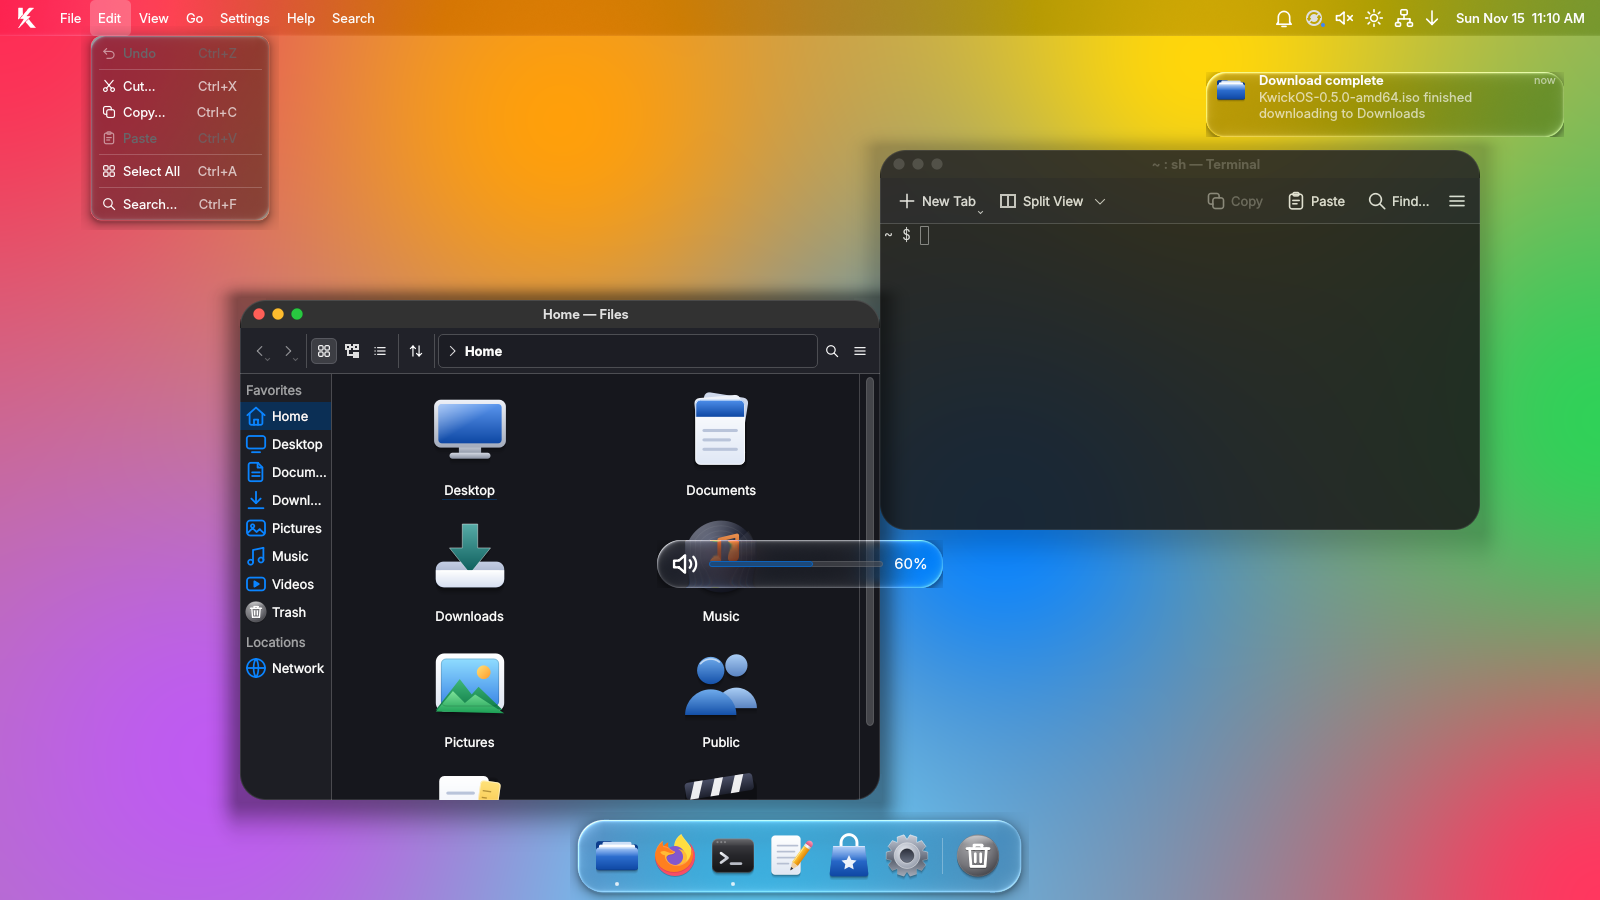 File Edit View Go Settings Help Search
Sun Nov 15 11:10 AM
Undo Ctrl+Z
Cut... Ctrl+X
Copy... Ctrl+C
Paste Ctrl+V
Select All Ctrl+A
Search... Ctrl+F
Download complete now
KwickOS-0.5.0-amd64.iso finished
downloading to Downloads
~ : sh — Terminal
New Tab Split View Copy Paste Find...
~ $
Home — Files
Home
Favorites
Home
Desktop
Docum...
Downl...
Pictures
Music
Videos
Trash
Locations
Network
Desktop Documents
Downloads Music
Pictures Public
60%